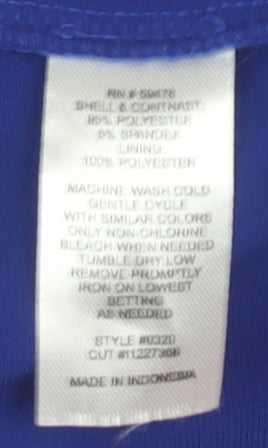 RN # 59678
SHELL & CONTRAST:
95% POLYESTER
5% SPANDEX
LINING:
100% POLYESTER
MACHINE WASH COLD
GENTLE CYCLE
WITH SIMILAR COLORS
ONLY NON-CHLORINE
BLEACH WHEN NEEDED
TUMBLE DRY LOW
REMOVE PROMPTLY
IRON ON LOWEST
SETTING
AS NEEDED
STYLE
CUT
MADE IN INDONESIA